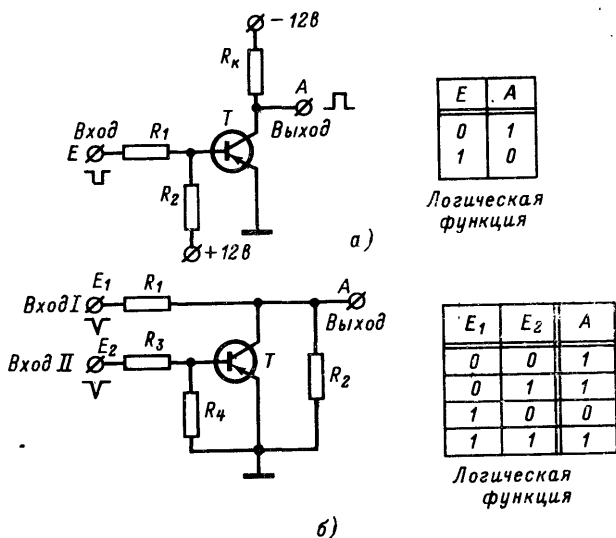 −12В
Rк
A
T
Выход
Вход
E
R1
R2
+12В
а)
E A
0 1
1 0
Логическая
функция
E1
R1
A
Вход I
Выход
E2
R3
Вход II
T
R2
R4
E1 E2 A
0 0 1
0 1 1
1 0 0
1 1 1
Логическая
функция
б)